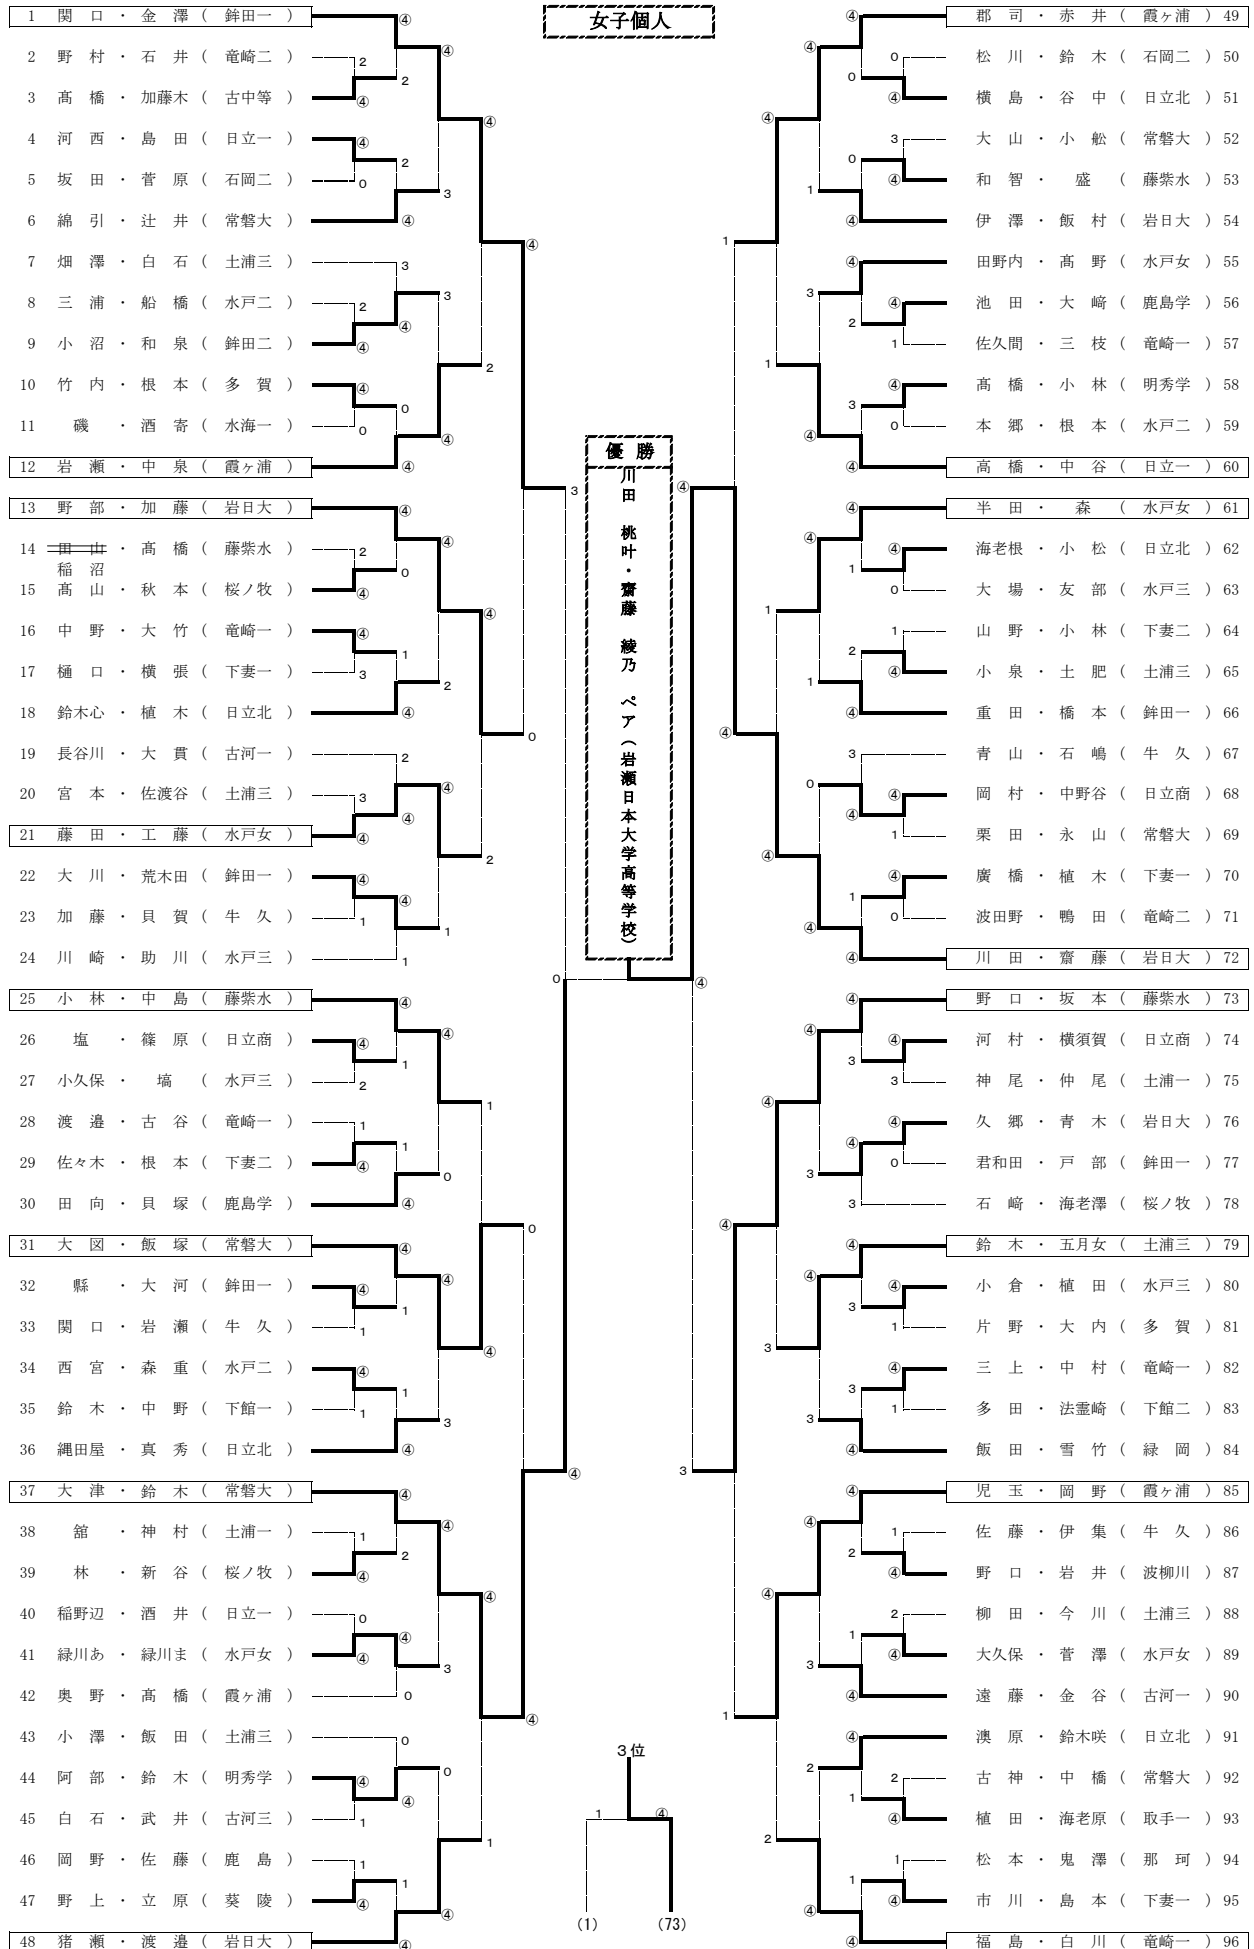 女子個人
1 関 口 ・ 金 澤 （ 鉾田一 ）
2 野 村 ・ 石 井 （ 竜崎二 ）
3 髙 橋 ・ 加藤木 （ 古中等 ）
4 河 西 ・ 島 田 （ 日立一 ）
5 坂 田 ・ 菅 原 （ 石岡二 ）
6 綿 引 ・ 辻 井 （ 常磐大 ）
7 畑 澤 ・ 白 石 （ 土浦三 ）
8 三 浦 ・ 船 橋 （ 水戸二 ）
9 小 沼 ・ 和 泉 （ 鉾田二 ）
10 竹 内 ・ 根 本 （ 多 賀 ）
11 磯 ・ 酒 寄 （ 水海一 ）
12 岩 瀬 ・ 中 泉 （ 霞ヶ浦 ）
13 野 部 ・ 加 藤 （ 岩日大 ）
14 田 山 ・ 髙 橋 （ 藤紫水 ）
稲 沼
15 髙 山 ・ 秋 本 （ 桜ノ牧 ）
16 中 野 ・ 大 竹 （ 竜崎一 ）
17 樋 口 ・ 横 張 （ 下妻一 ）
18 鈴木心 ・ 植 木 （ 日立北 ）
19 長谷川 ・ 大 貫 （ 古河一 ）
20 宮 本 ・ 佐渡谷 （ 土浦三 ）
21 藤 田 ・ 工 藤 （ 水戸女 ）
22 大 川 ・ 荒木田 （ 鉾田一 ）
23 加 藤 ・ 貝 賀 （ 牛 久 ）
24 川 崎 ・ 助 川 （ 水戸三 ）
25 小 林 ・ 中 島 （ 藤紫水 ）
26 塩 ・ 篠 原 （ 日立商 ）
27 小久保 ・ 塙 （ 水戸三 ）
28 渡 邉 ・ 古 谷 （ 竜崎一 ）
29 佐々木 ・ 根 本 （ 下妻二 ）
30 田 向 ・ 貝 塚 （ 鹿島学 ）
31 大 図 ・ 飯 塚 （ 常磐大 ）
32 縣 ・ 大 河 （ 鉾田一 ）
33 関 口 ・ 岩 瀬 （ 牛 久 ）
34 西 宮 ・ 森 重 （ 水戸二 ）
35 鈴 木 ・ 中 野 （ 下館一 ）
36 縄田屋 ・ 真 秀 （ 日立北 ）
37 大 津 ・ 鈴 木 （ 常磐大 ）
38 舘 ・ 神 村 （ 土浦一 ）
39 林 ・ 新 谷 （ 桜ノ牧 ）
40 稲野辺 ・ 酒 井 （ 日立一 ）
41 緑川あ ・ 緑川ま （ 水戸女 ）
42 奥 野 ・ 髙 橋 （ 霞ヶ浦 ）
43 小 澤 ・ 飯 田 （ 土浦三 ）
44 阿 部 ・ 鈴 木 （ 明秀学 ）
45 白 石 ・ 武 井 （ 古河三 ）
46 岡 野 ・ 佐 藤 （ 鹿 島 ）
47 野 上 ・ 立 原 （ 葵 陵 ）
48 猪 瀬 ・ 渡 邉 （ 岩日大 ）
優 勝
川田 桃叶・齋藤 綾乃 ペア（岩瀬日本大学高等学校）
3位
1 ④
(1) (73)
郡 司 ・ 赤 井 （ 霞ヶ浦 ） 49
松 川 ・ 鈴 木 （ 石岡二 ） 50
横 島 ・ 谷 中 （ 日立北 ） 51
大 山 ・ 小 舩 （ 常磐大 ） 52
和 智 ・ 盛 （ 藤紫水 ） 53
伊 澤 ・ 飯 村 （ 岩日大 ） 54
田野内 ・ 髙 野 （ 水戸女 ） 55
池 田 ・ 大 﨑 （ 鹿島学 ） 56
佐久間 ・ 三 枝 （ 竜崎一 ） 57
髙 橋 ・ 小 林 （ 明秀学 ） 58
本 郷 ・ 根 本 （ 水戸二 ） 59
高 橋 ・ 中 谷 （ 日立一 ） 60
半 田 ・ 森 （ 水戸女 ） 61
海老根 ・ 小 松 （ 日立北 ） 62
大 場 ・ 友 部 （ 水戸三 ） 63
山 野 ・ 小 林 （ 下妻二 ） 64
小 泉 ・ 土 肥 （ 土浦三 ） 65
重 田 ・ 橋 本 （ 鉾田一 ） 66
青 山 ・ 石 嶋 （ 牛 久 ） 67
岡 村 ・ 中野谷 （ 日立商 ） 68
栗 田 ・ 永 山 （ 常磐大 ） 69
廣 橋 ・ 植 木 （ 下妻一 ） 70
波田野 ・ 鴨 田 （ 竜崎二 ） 71
川 田 ・ 齋 藤 （ 岩日大 ） 72
野 口 ・ 坂 本 （ 藤紫水 ） 73
河 村 ・ 横須賀 （ 日立商 ） 74
神 尾 ・ 仲 尾 （ 土浦一 ） 75
久 郷 ・ 青 木 （ 岩日大 ） 76
君和田 ・ 戸 部 （ 鉾田一 ） 77
石 﨑 ・ 海老澤 （ 桜ノ牧 ） 78
鈴 木 ・ 五月女 （ 土浦三 ） 79
小 倉 ・ 植 田 （ 水戸三 ） 80
片 野 ・ 大 内 （ 多 賀 ） 81
三 上 ・ 中 村 （ 竜崎一 ） 82
多 田 ・ 法霊崎 （ 下館二 ） 83
飯 田 ・ 雪 竹 （ 緑 岡 ） 84
児 玉 ・ 岡 野 （ 霞ヶ浦 ） 85
佐 藤 ・ 伊 集 （ 牛 久 ） 86
野 口 ・ 岩 井 （ 波柳川 ） 87
柳 田 ・ 今 川 （ 土浦三 ） 88
大久保 ・ 菅 澤 （ 水戸女 ） 89
遠 藤 ・ 金 谷 （ 古河一 ） 90
澳 原 ・ 鈴木咲 （ 日立北 ） 91
古 神 ・ 中 橋 （ 常磐大 ） 92
植 田 ・ 海老原 （ 取手一 ） 93
松 本 ・ 鬼 澤 （ 那 珂 ） 94
市 川 ・ 島 本 （ 下妻一 ） 95
福 島 ・ 白 川 （ 竜崎一 ） 96